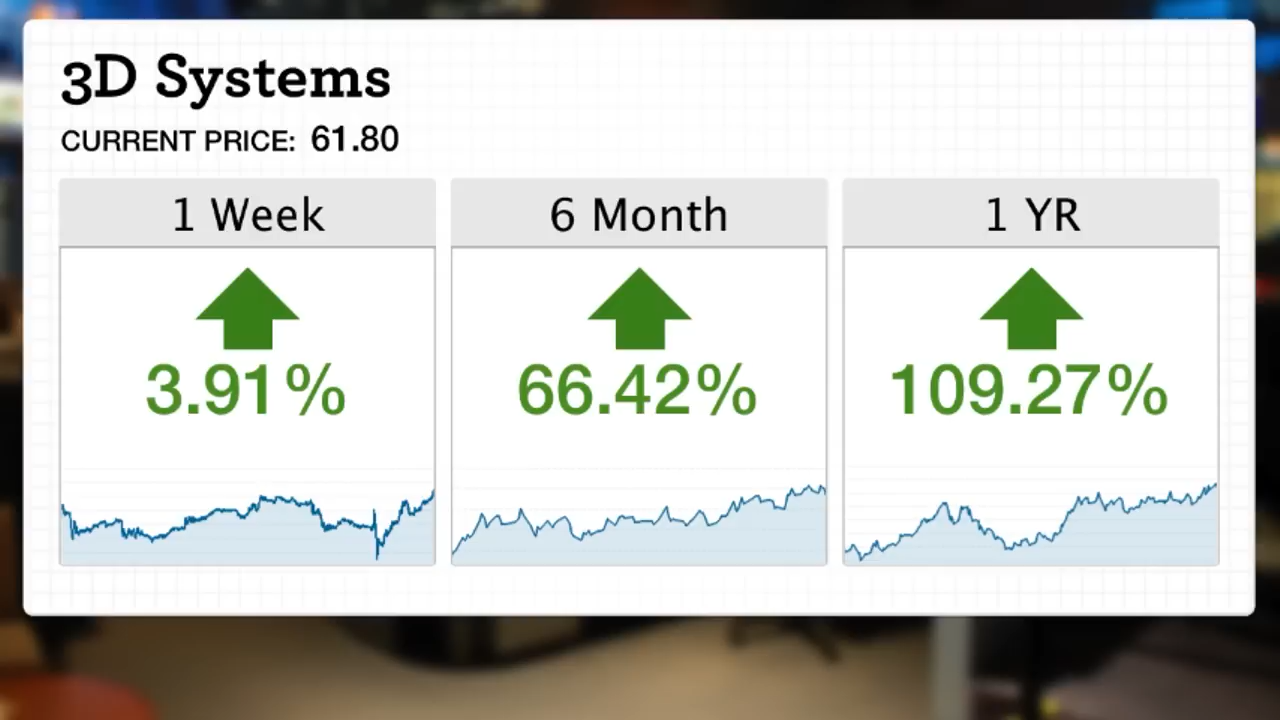 3D Systems
CURRENT PRICE: 61.80
1 Week
6 Month
1 YR
3.91%
66.42%
109.27%